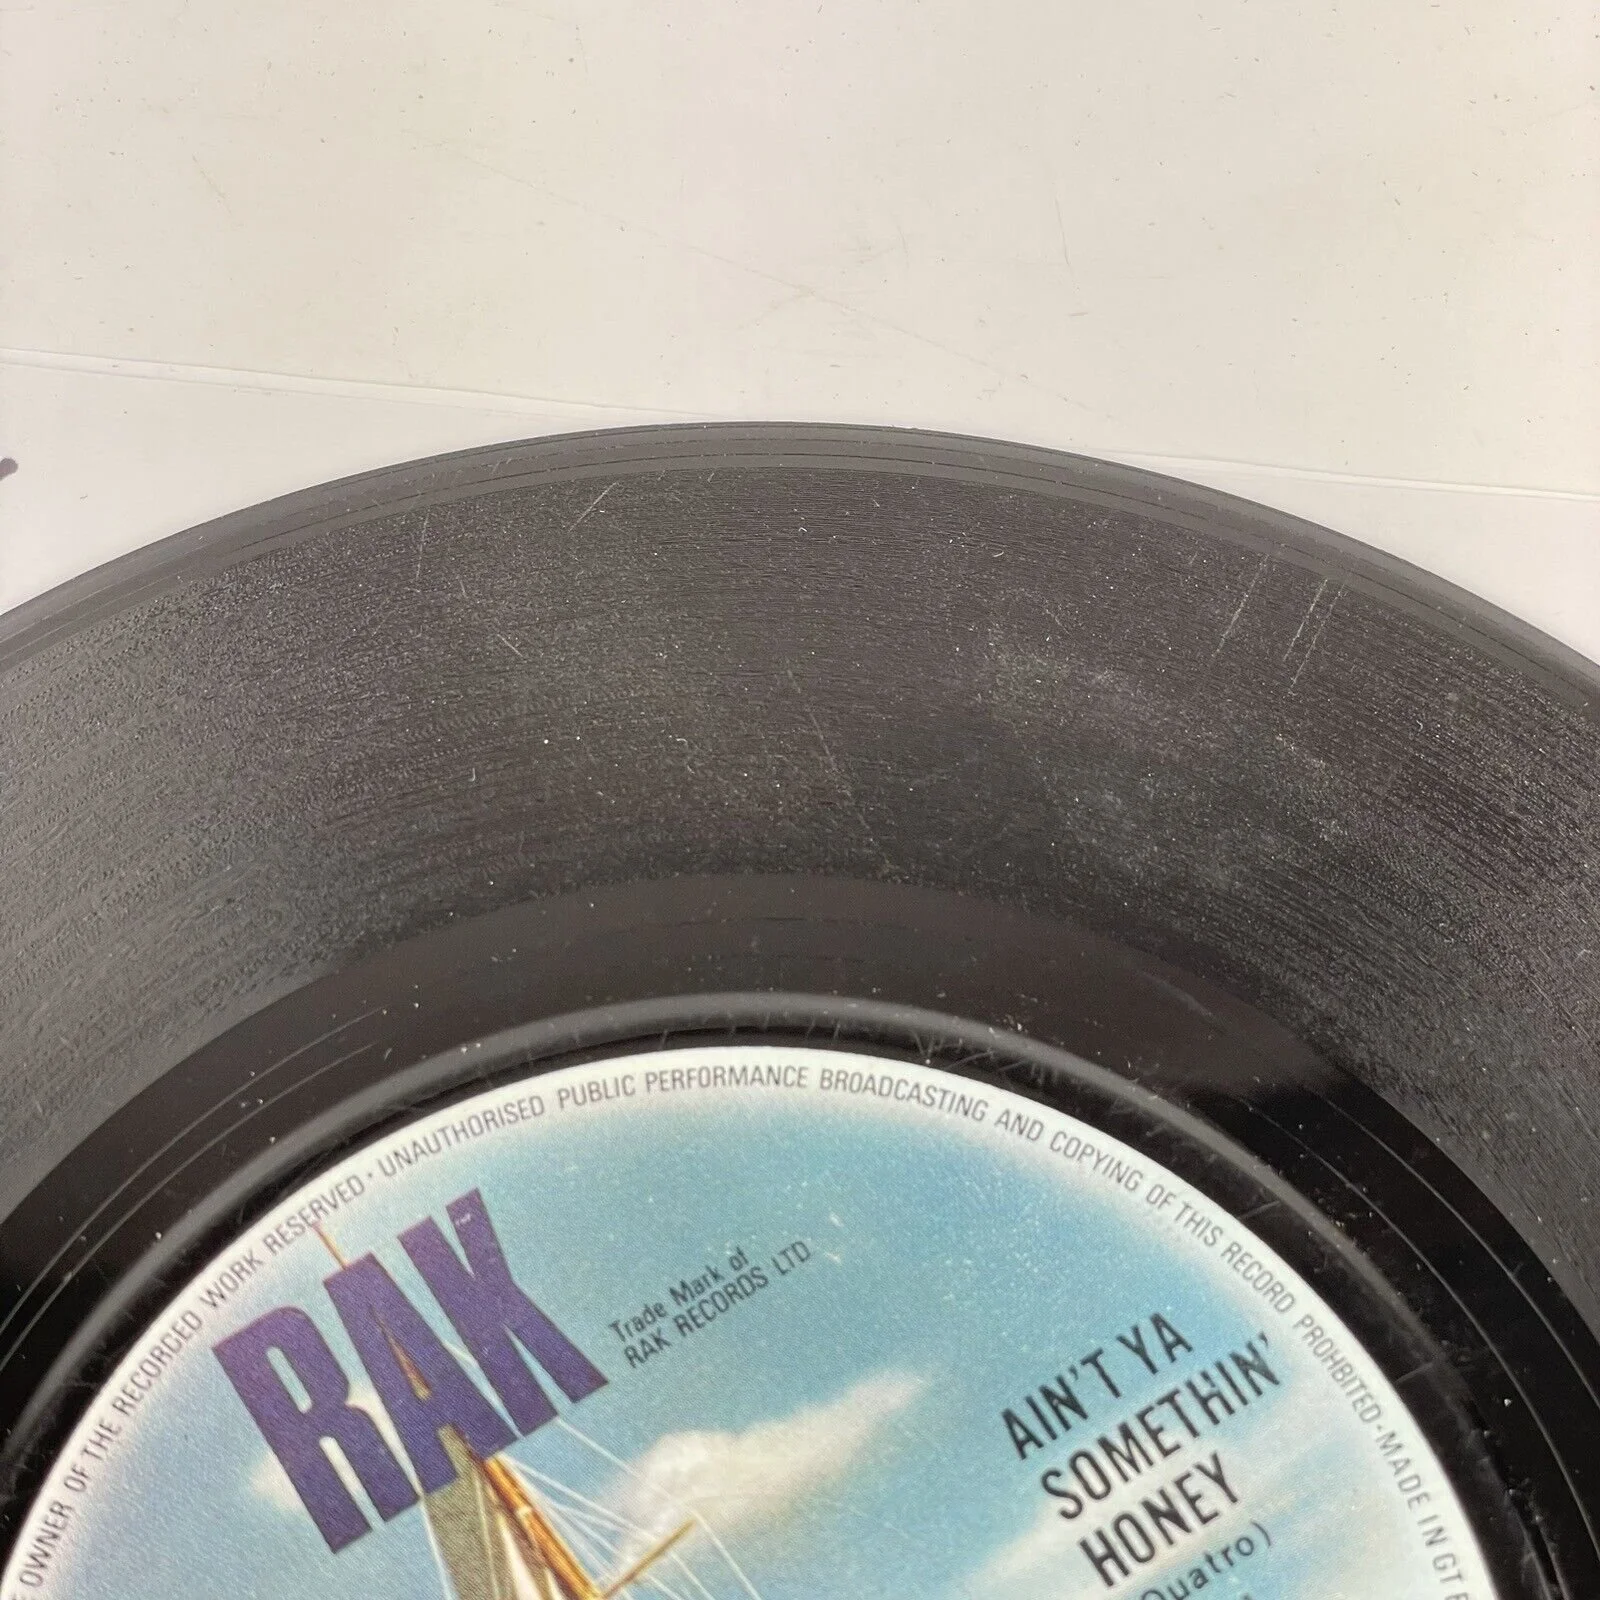 OWNER OF THE RECORDED WORK RESERVED · UNAUTHORISED PUBLIC PERFORMANCE BROADCASTING AND COPYING OF THIS RECORD PROHIBITED · MADE IN GT
RAK
Trade Mark of
RAK RECORDS LTD
AIN'T YA
SOMETHIN'
HONEY
Quatro)